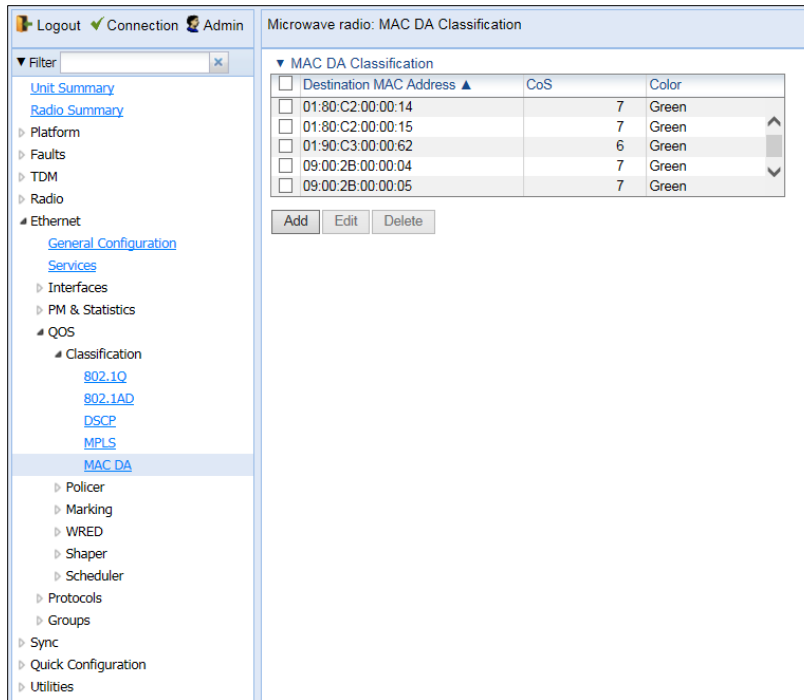 Logout Connection Admin
Filter
Unit Summary
Radio Summary
Platform
Faults
TDM
Radio
Ethernet
General Configuration
Services
Interfaces
PM & Statistics
QOS
Classification
802.1Q
802.1AD
DSCP
MPLS
MAC DA
Policer
Marking
WRED
Shaper
Scheduler
Protocols
Groups
Sync
Quick Configuration
Utilities
Microwave radio: MAC DA Classification
MAC DA Classification
Destination MAC Address ▲ CoS Color
01:80:C2:00:00:14 7 Green
01:80:C2:00:00:15 7 Green
01:90:C3:00:00:62 6 Green
09:00:2B:00:00:04 7 Green
09:00:2B:00:00:05 7 Green
Add Edit Delete